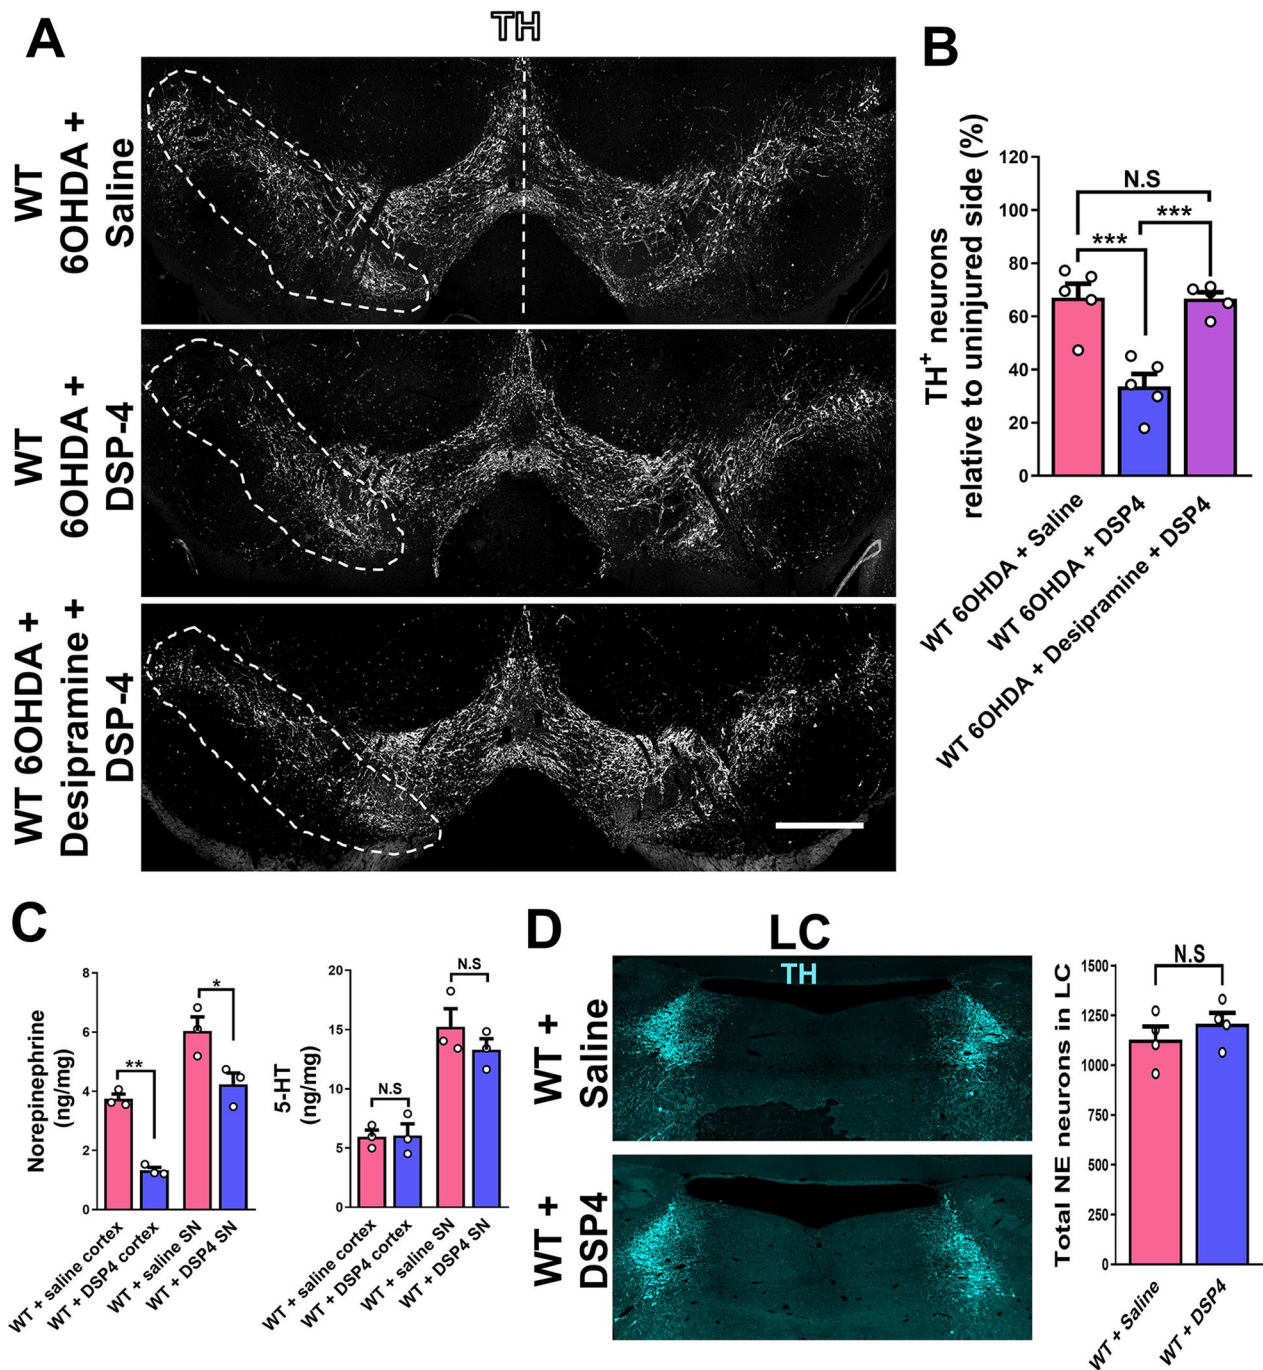 A
TH
WT
6OHDA +
Saline
WT
6OHDA +
DSP-4
WT 6OHDA +
Desipramine +
DSP-4
B
TH+ neurons
relative to uninjured side (%)
120
100
80
60
40
20
0
N.S
***
***
WT 6OHDA + Saline
WT 6OHDA + DSP4
WT 6OHDA + Desipramine + DSP4
C
Norepinephrine
(ng/mg)
8
6
4
2
0
**
*
WT + saline cortex
WT + DSP4 cortex
WT + saline SN
WT + DSP4 SN
5-HT
(ng/mg)
20
15
10
5
0
N.S
N.S
WT + saline cortex
WT + DSP4 cortex
WT + saline SN
WT + DSP4 SN
D
LC
TH
WT +
Saline
WT +
DSP4
Total NE neurons in LC
1500
1250
1000
750
500
250
0
N.S
WT + Saline
WT + DSP4